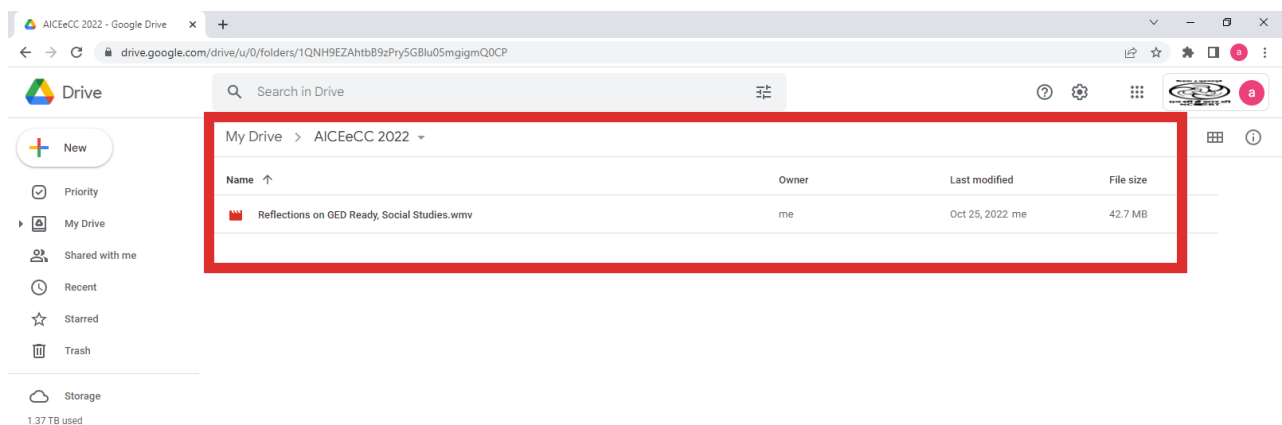 AICEeCC 2022 - Google Drive
drive.google.com/drive/u/0/folders/1QNH9EZAhtbB9zPry5GBlu05mgigmQ0CP
a
Drive
Search in Drive
a
New
My Drive > AICEeCC 2022
Name Owner Last modified File size
Priority
Reflections on GED Ready, Social Studies.wmv me Oct 25, 2022 me 42.7 MB
My Drive
Shared with me
Recent
Starred
Trash
Storage
1.37 TB used